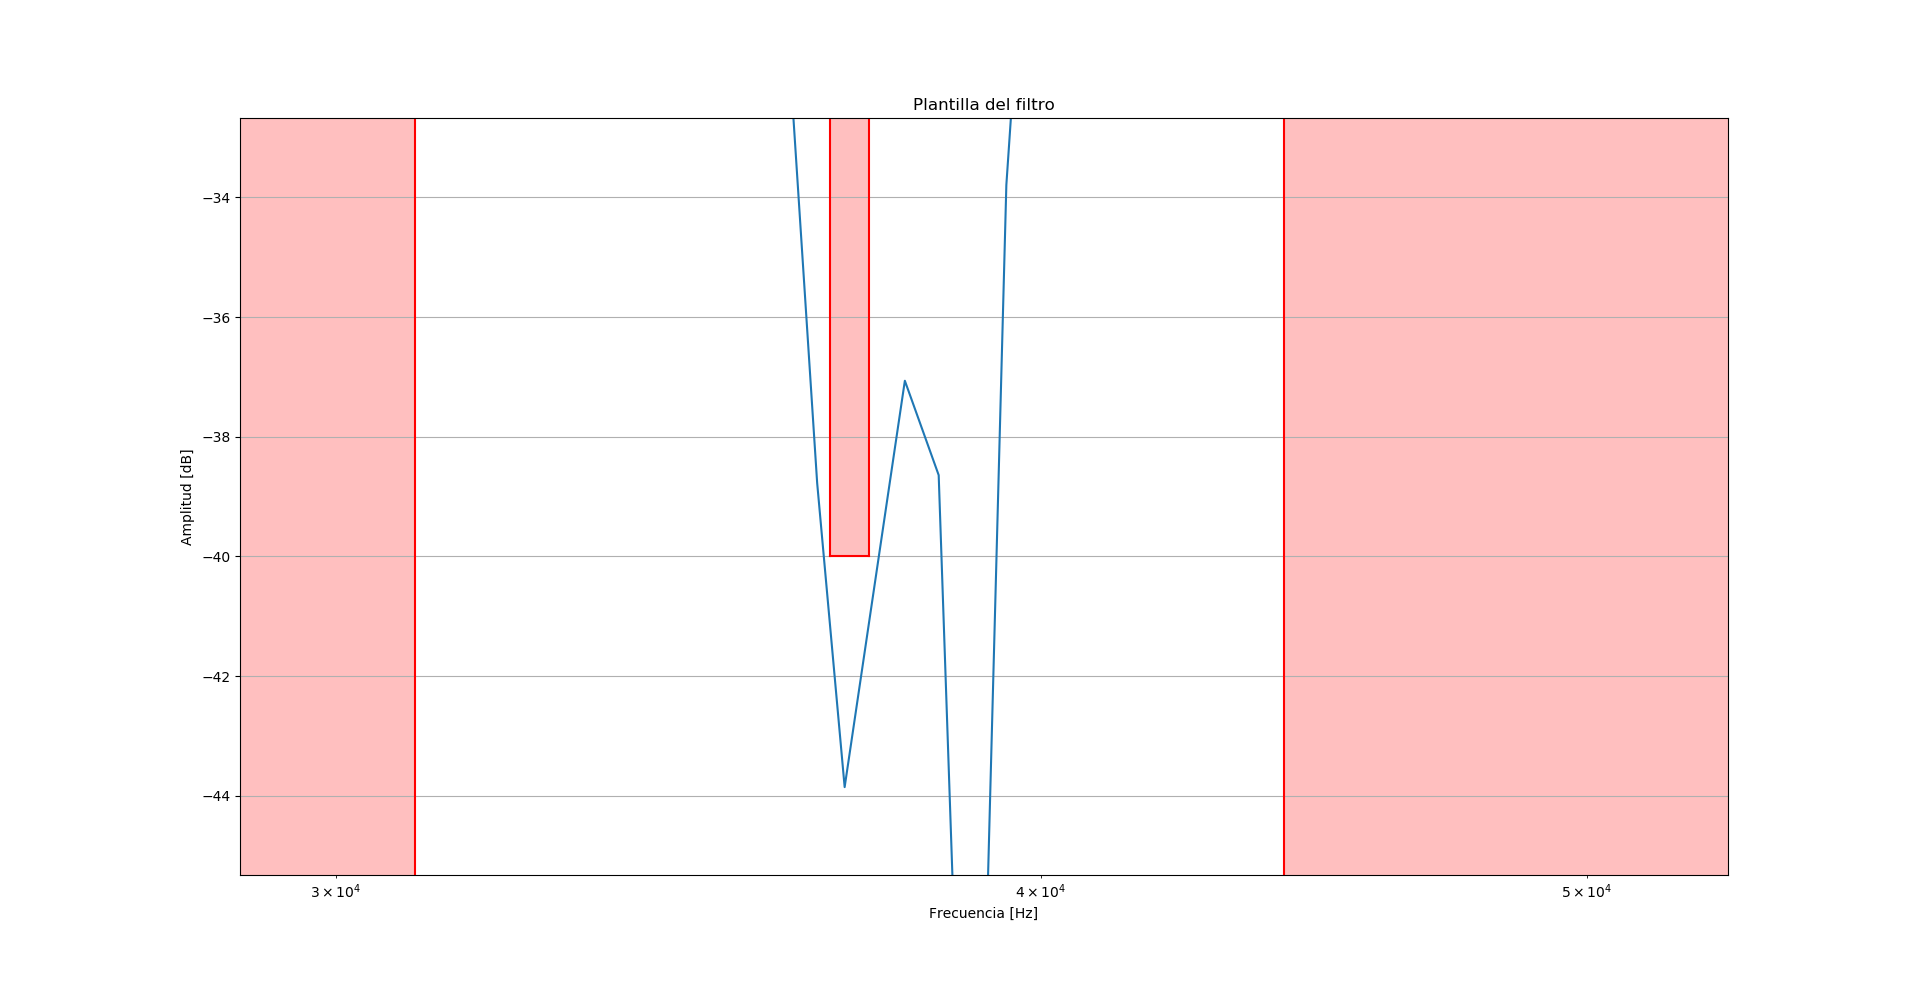 Plantilla del filtro
Amplitud [dB]
−34
−36
−38
−40
−42
−44
3 × 10⁴
4 × 10⁴
5 × 10⁴
Frecuencia [Hz]